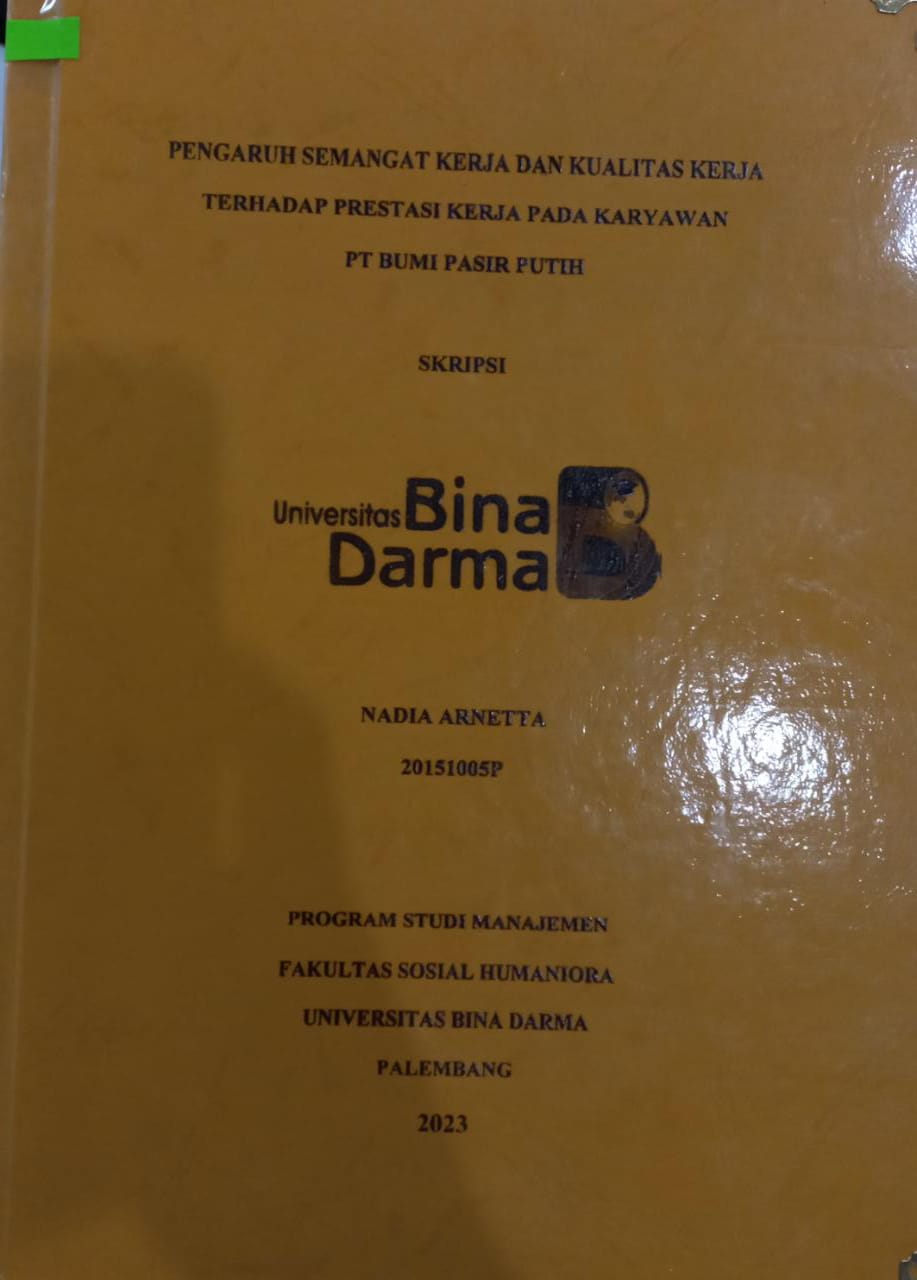 PENGARUH SEMANGAT KERJA DAN KUALITAS KERJA
TERHADAP PRESTASI KERJA PADA KARYAWAN
PT BUMI PASIR PUTIH
SKRIPSI
Universitas Bina
Darma
NADIA ARNETTA
20151005P
PROGRAM STUDI MANAJEMEN
FAKULTAS SOSIAL HUMANIORA
UNIVERSITAS BINA DARMA
PALEMBANG
2023